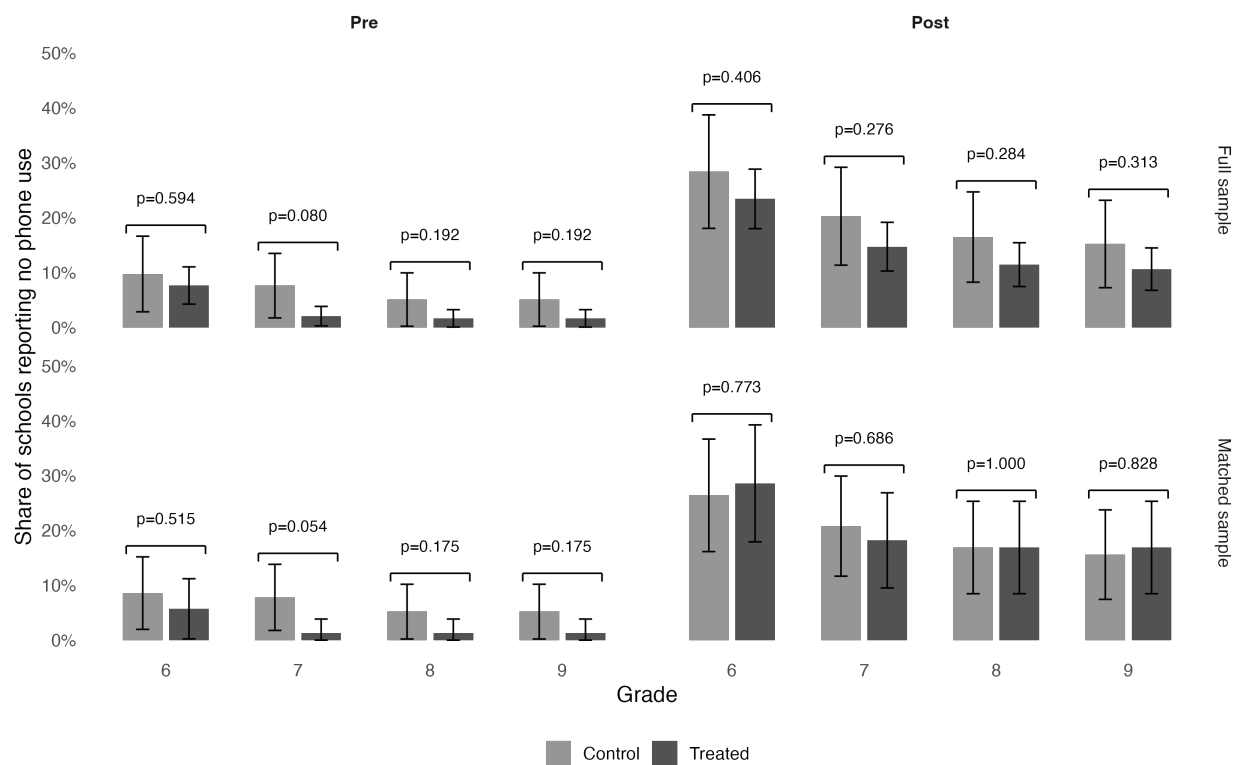 Pre
Post
Share of schools reporting no phone use
50%
40%
30%
20%
10%
0%
p=0.594
p=0.080
p=0.192
p=0.192
p=0.406
p=0.276
p=0.284
p=0.313
Full sample
50%
40%
30%
20%
10%
0%
p=0.515
p=0.054
p=0.175
p=0.175
p=0.773
p=0.686
p=1.000
p=0.828
Matched sample
6
7
8
9
6
7
8
9
Grade
Control
Treated